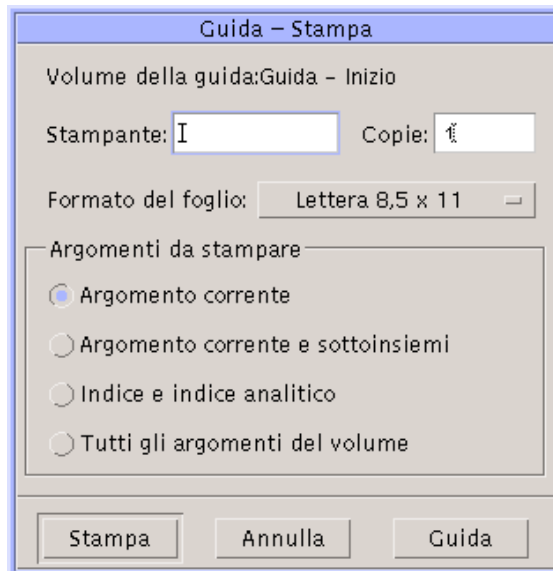 Guida – Stampa
Volume della guida:Guida – Inizio
Stampante: Copie: 1
Formato del foglio: Lettera 8,5 x 11
Argomenti da stampare
Argomento corrente
Argomento corrente e sottoinsiemi
Indice e indice analitico
Tutti gli argomenti del volume
Stampa Annulla Guida